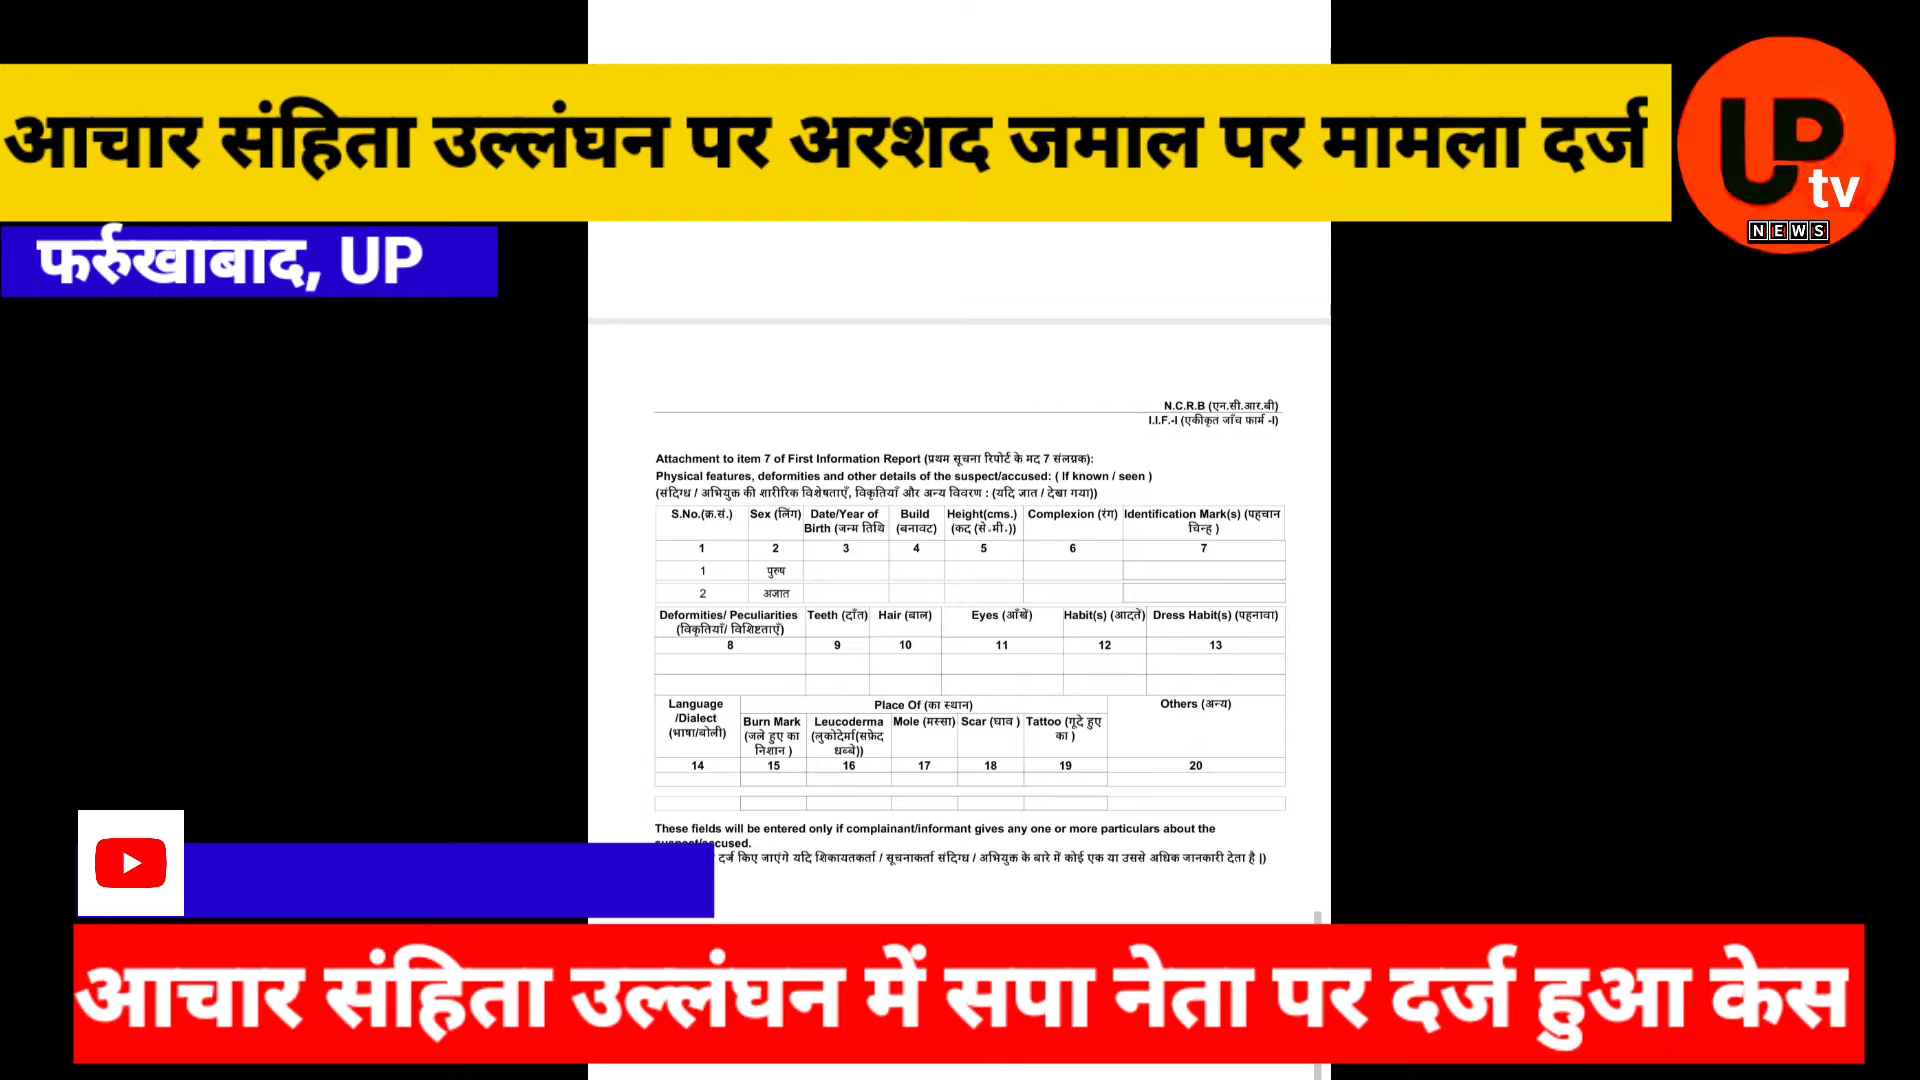 आचार संहिता उल्लंघन पर अरशद जमाल पर मामला दर्ज
UP
tv
NEWS
फर्रुखाबाद, UP
N.C.R.B (एन.सी.आर.बी)
I.I.F.-I (एकीकृत जाँच फार्म -I)
Attachment to item 7 of First Information Report (प्रथम सूचना रिपोर्ट के मद 7 संलग्नक):
Physical features, deformities and other details of the suspect/accused: ( If known / seen )
(संदिग्ध / अभियुक्त की शारीरिक विशेषताएँ, विकृतियाँ और अन्य विवरण : (यदि ज्ञात / देखा गया))
S.No.(क्र.सं.) Sex (लिंग) Date/Year of Build Height(cms.) Complexion (रंग) Identification Mark(s) (पहचान
Birth (जन्म तिथि (बनावट) (कद (से.मी.)) चिन्ह )
1 2 3 4 5 6 7
1 पुरुष
2 अज्ञात
Deformities/ Peculiarities Teeth (दाँत) Hair (बाल) Eyes (आँखें) Habit(s) (आदतें) Dress Habit(s) (पहनावा)
(विकृतियाँ/ विशिष्टताएँ)
8 9 10 11 12 13
Language Place Of (का स्थान) Others (अन्य)
/Dialect Burn Mark Leucoderma Mole (मस्सा) Scar (घाव ) Tattoo (गूदे हुए
(भाषा/बोली) (जले हुए का (लुकोदेर्मा(सफ़ेद का )
निशान ) धब्बे))
14 15 16 17 18 19 20
These fields will be entered only if complainant/informant gives any one or more particulars about the
suspect/accused.
दर्ज किए जाएंगे यदि शिकायतकर्ता / सूचनाकर्ता संदिग्ध / अभियुक्त के बारे में कोई एक या उससे अधिक जानकारी देता है |)
आचार संहिता उल्लंघन में सपा नेता पर दर्ज हुआ केस